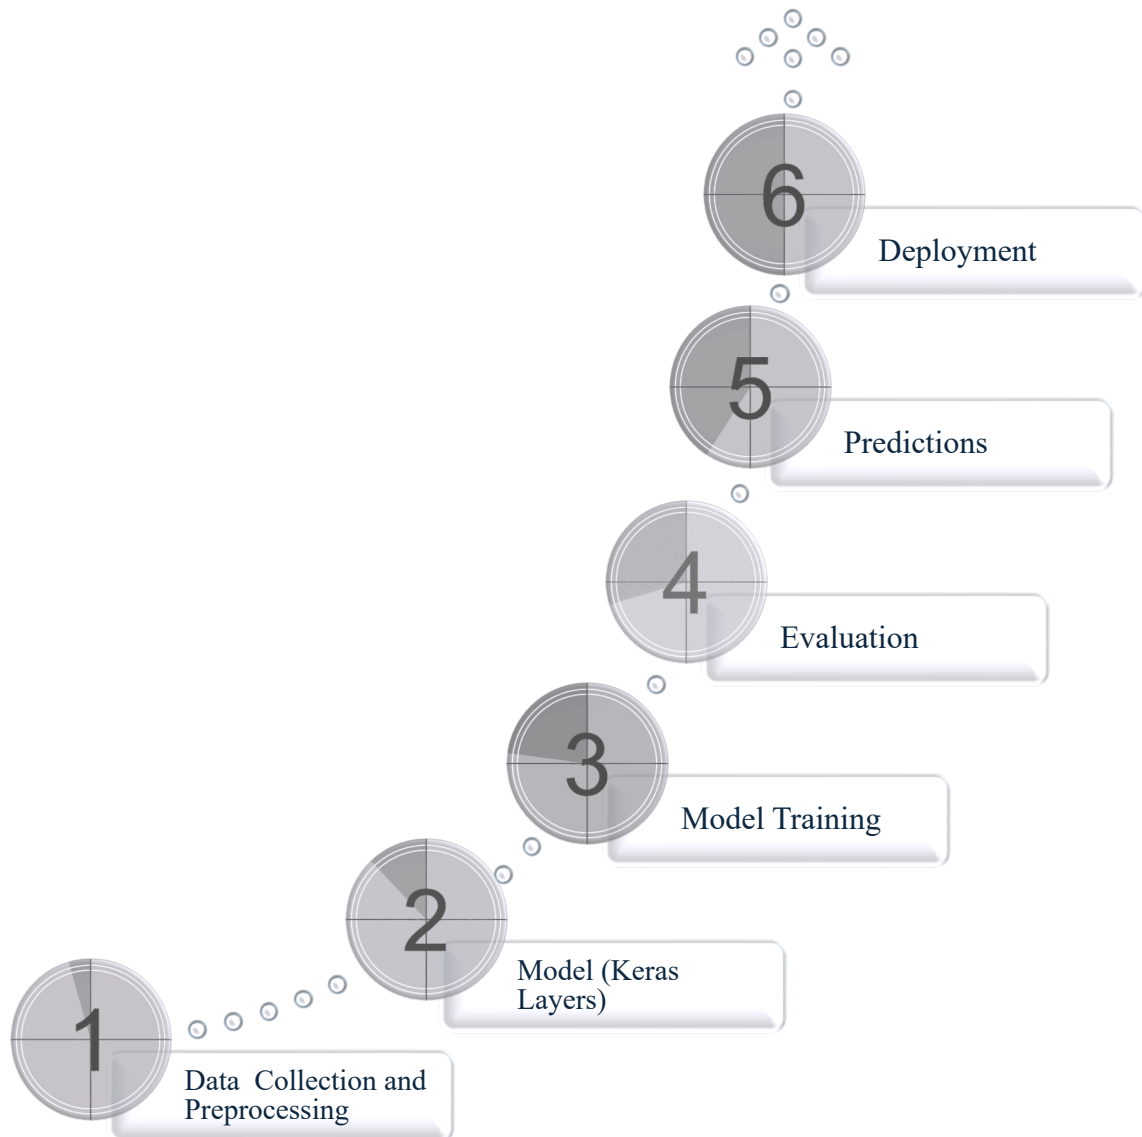 6
Deployment
5
Predictions
4
Evaluation
3
Model Training
2
Model (Keras
Layers)
1
Data  Collection and
Preprocessing